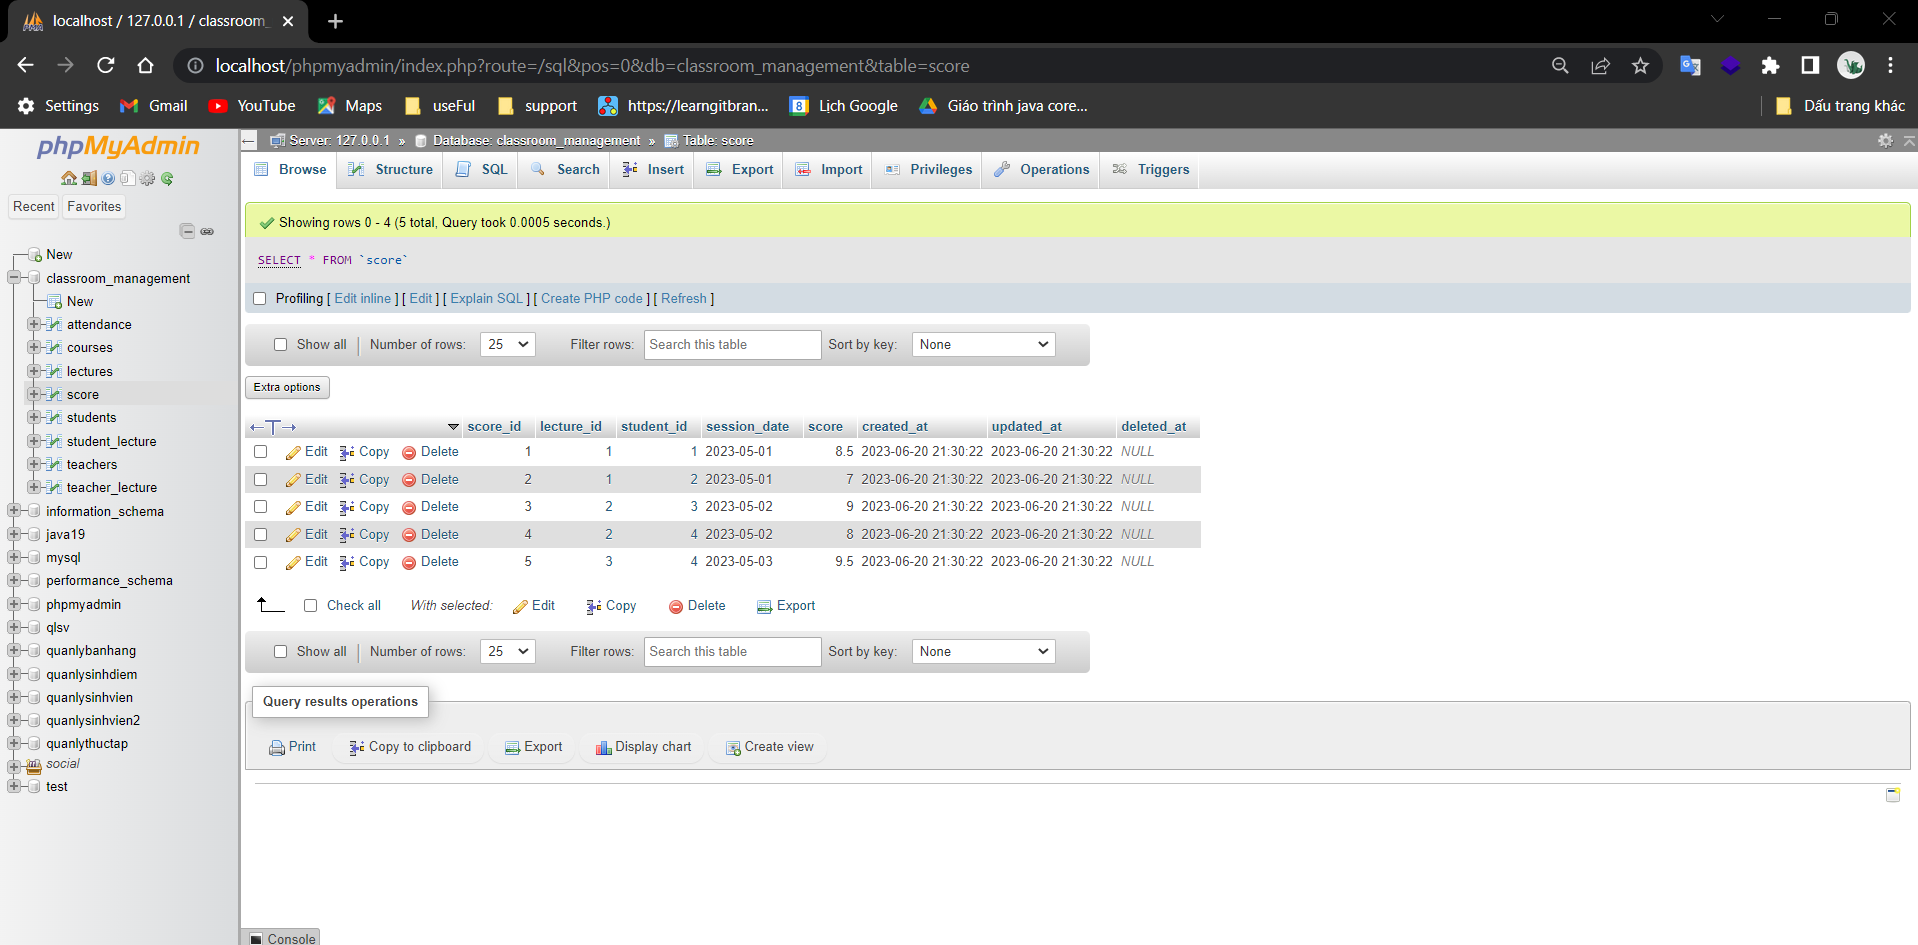 localhost / 127.0.0.1 / classroom_
localhost/phpmyadmin/index.php?route=/sql&pos=0&db=classroom_management&table=score
Settings Gmail YouTube Maps useFul support https://learngitbran... Lịch Google Giáo trình java core... Dấu trang khác
phpMyAdmin
Recent Favorites
New
classroom_management
New
attendance
courses
lectures
score
students
student_lecture
teachers
teacher_lecture
information_schema
java19
mysql
performance_schema
phpmyadmin
qlsv
quanlybanhang
quanlysinhdiem
quanlysinhvien
quanlysinhvien2
quanlythuctap
social
test
Server: 127.0.0.1 » Database: classroom_management » Table: score
Browse Structure SQL Search Insert Export Import Privileges Operations Triggers
Showing rows 0 - 4 (5 total, Query took 0.0005 seconds.)
SELECT * FROM `score`
Profiling [ Edit inline ] [ Edit ] [ Explain SQL ] [ Create PHP code ] [ Refresh ]
Show all Number of rows: 25 Filter rows: Search this table Sort by key: None
Extra options
score_id lecture_id student_id session_date score created_at updated_at deleted_at
Edit Copy Delete 1 1 1 2023-05-01 8.5 2023-06-20 21:30:22 2023-06-20 21:30:22 NULL
Edit Copy Delete 2 1 2 2023-05-01 7 2023-06-20 21:30:22 2023-06-20 21:30:22 NULL
Edit Copy Delete 3 2 3 2023-05-02 9 2023-06-20 21:30:22 2023-06-20 21:30:22 NULL
Edit Copy Delete 4 2 4 2023-05-02 8 2023-06-20 21:30:22 2023-06-20 21:30:22 NULL
Edit Copy Delete 5 3 4 2023-05-03 9.5 2023-06-20 21:30:22 2023-06-20 21:30:22 NULL
Check all With selected: Edit Copy Delete Export
Show all Number of rows: 25 Filter rows: Search this table Sort by key: None
Query results operations
Print Copy to clipboard Export Display chart Create view
Console